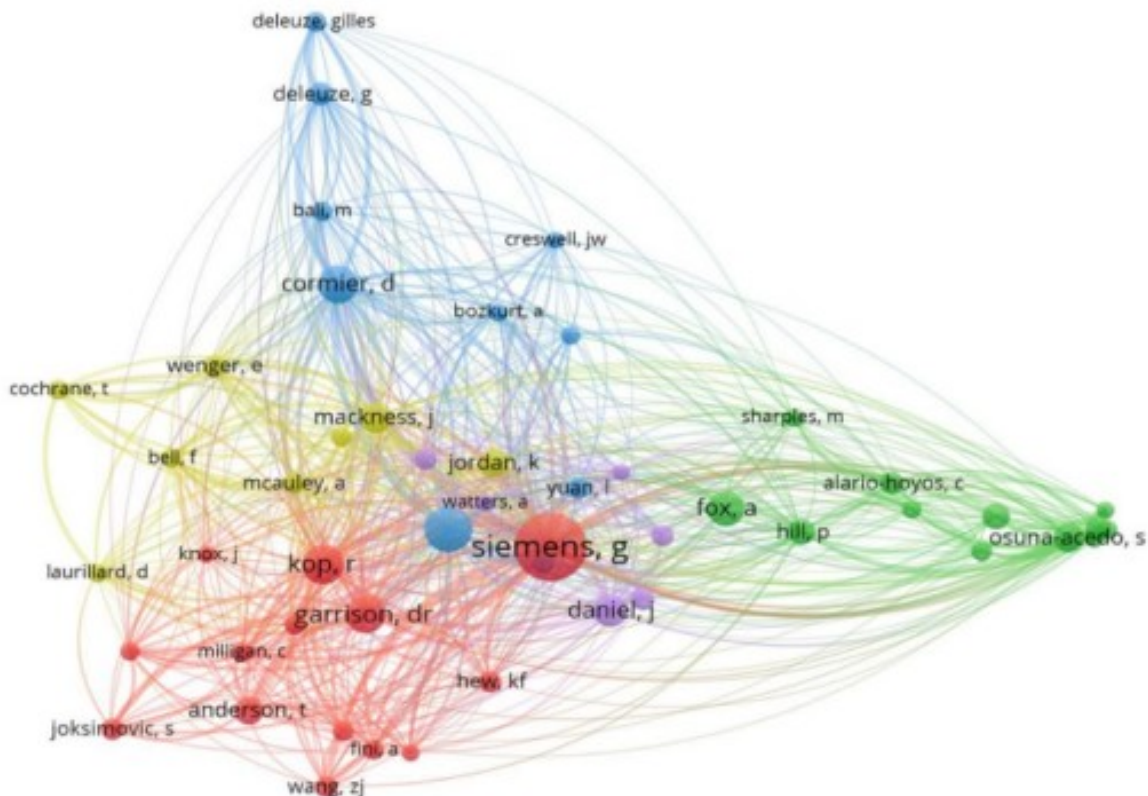 deleuze, gilles
deleuze, g
bali, m
creswell, jw
cormier, d
bozkurt, a
wenger, e
cochrane, t
mackness, j
sharples, m
bell, f
jordan, k
mcauley, a
yuan, l
alario-hoyos, c
watters, a
fox, a
hill, p
osuna-acedo, s
siemens, g
knox, j
kop, r
laurillard, d
garrison, dr
daniel, j
milligan, c
hew, kf
anderson, t
joksimovic, s
fini, a
wang, zj